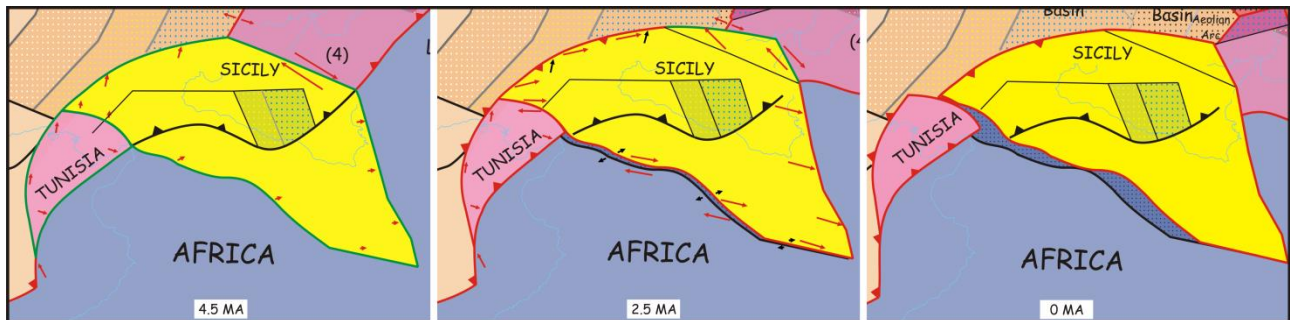 (4)
SICILY
TUNISIA
AFRICA
4.5 MA
SICILY
TUNISIA
AFRICA
2.5 MA
Basin
Basin
Aeolian
Arc
SICILY
TUNISIA
AFRICA
0 MA